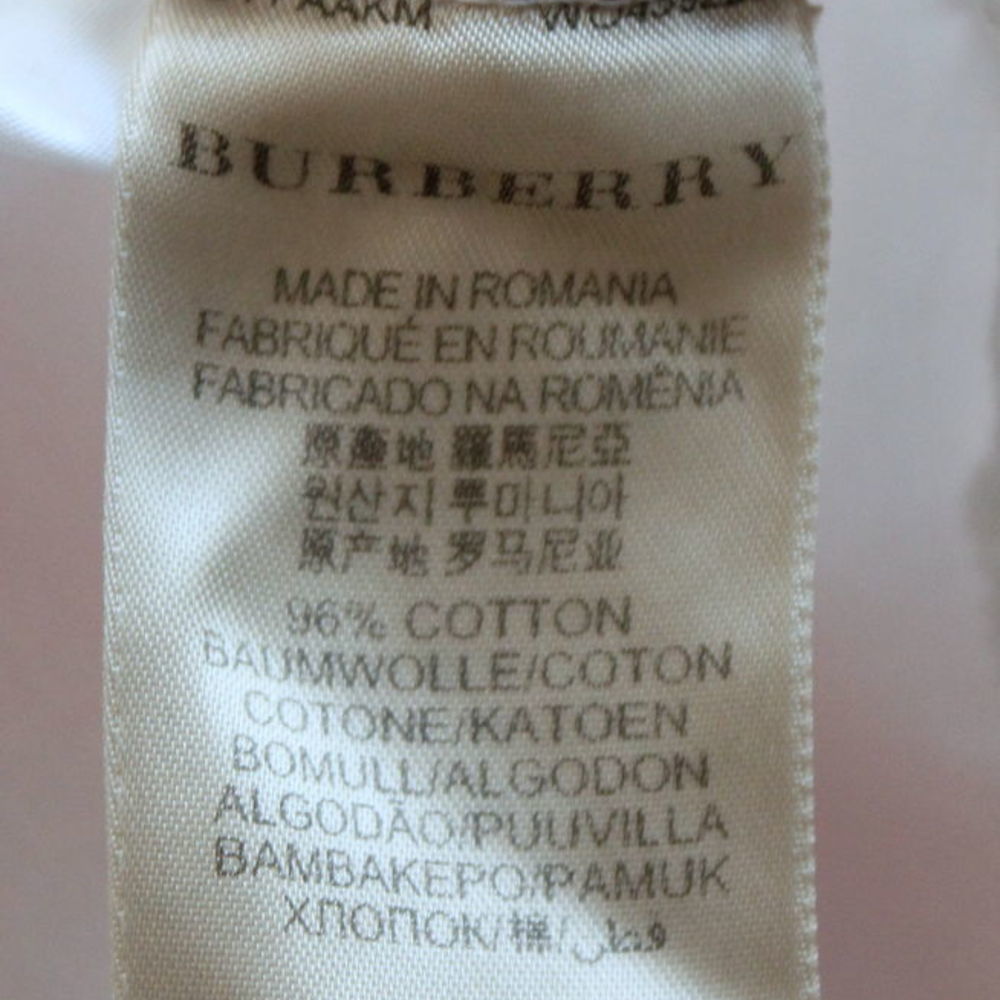 BURBERRY
MADE IN ROMANIA
FABRIQUÉ EN ROUMANIE
FABRICADO NA ROMÉNIA
原產地 羅馬尼亞
원산지 루마니아
原产地 罗马尼亚
96% COTTON
BAUMWOLLE/COTON
COTONE/KATOEN
BOMULL/ALGODON
ALGODÃO/PUUVILLA
BAMBAKEPO/PAMUK
ХЛОПОК/棉/قطن